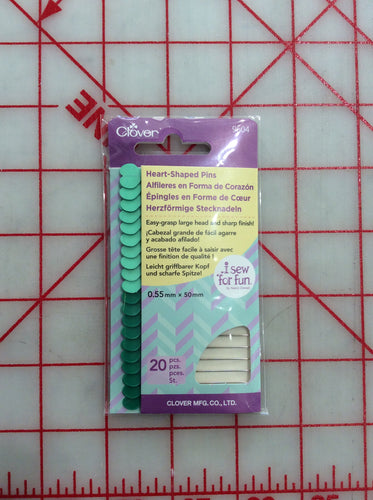 Clover
9504
Heart-Shaped Pins
Alfileres en Forma de Corazón
Épingles en Forme de Cœur
Herzförmige Stecknadeln
Easy-grasp large head and sharp finish!
¡Cabezal grande de fácil agarre
y acabado afilado!
Grosse tête facile à saisir avec
une finition de qualité !
Leicht griffbarer Kopf
und scharfe Spitze!
i sew
for fun
0.55mm × 50mm
20 pcs.
pzs.
pces.
St.
CLOVER MFG. CO., LTD.